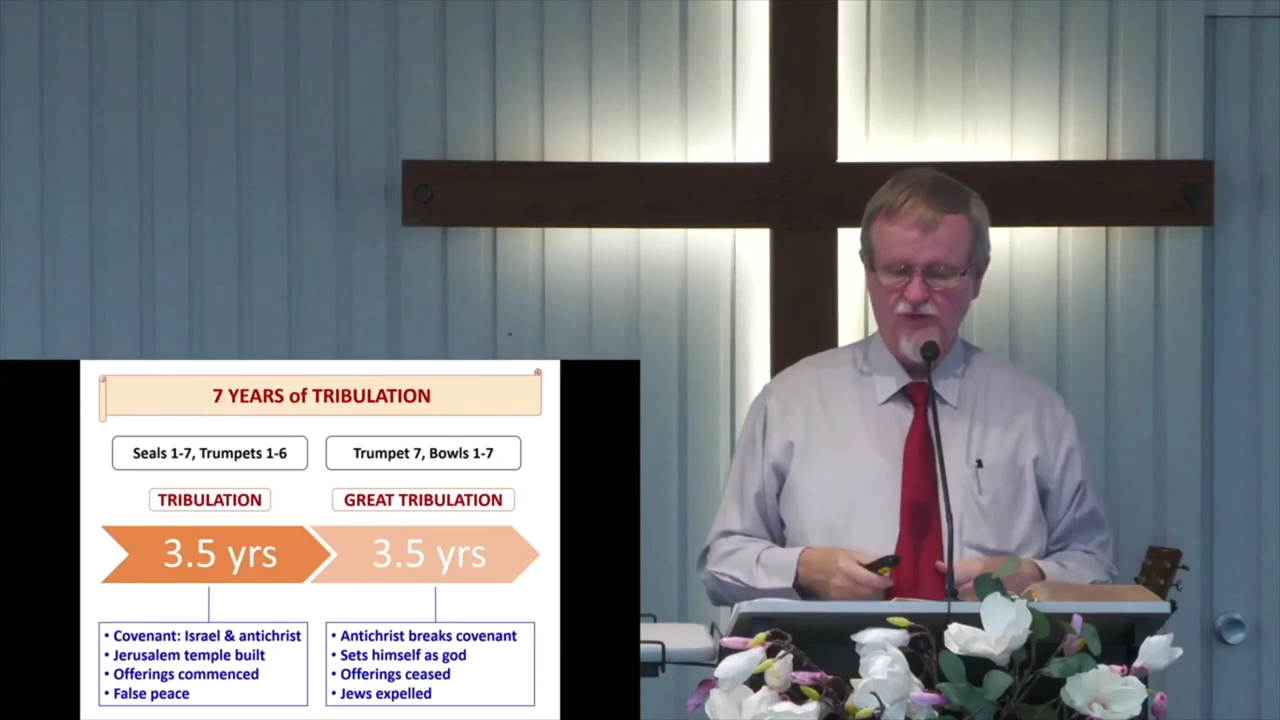 7 YEARS of TRIBULATION
Seals 1-7, Trumpets 1-6
Trumpet 7, Bowls 1-7
TRIBULATION
GREAT TRIBULATION
3.5 yrs
3.5 yrs
• Covenant: Israel & antichrist
• Jerusalem temple built
• Offerings commenced
• False peace
• Antichrist breaks covenant
• Sets himself as god
• Offerings ceased
• Jews expelled